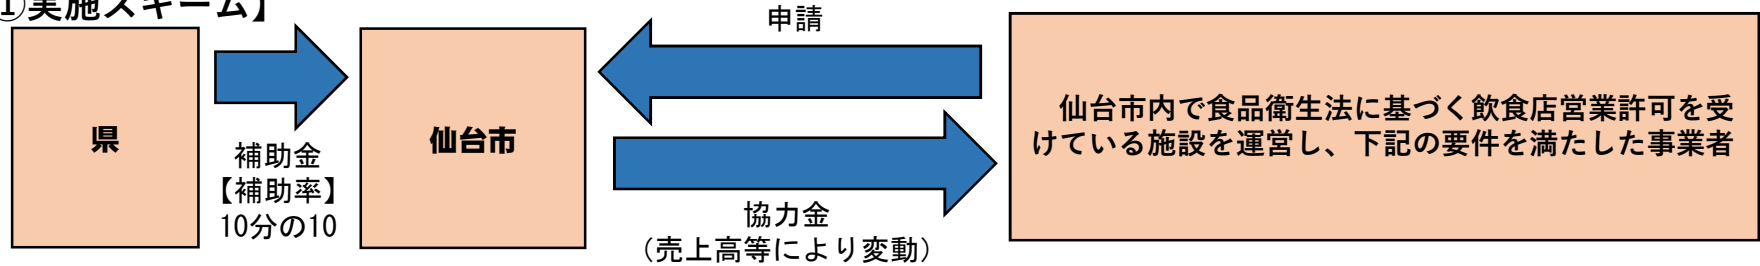 ①実施スキーム】
県
補助金
【補助率】
10分の10
仙台市
申請
協力金
（売上高等により変動）
仙台市内で食品衛生法に基づく飲食店営業許可を受
けている施設を運営し、下記の要件を満たした事業者